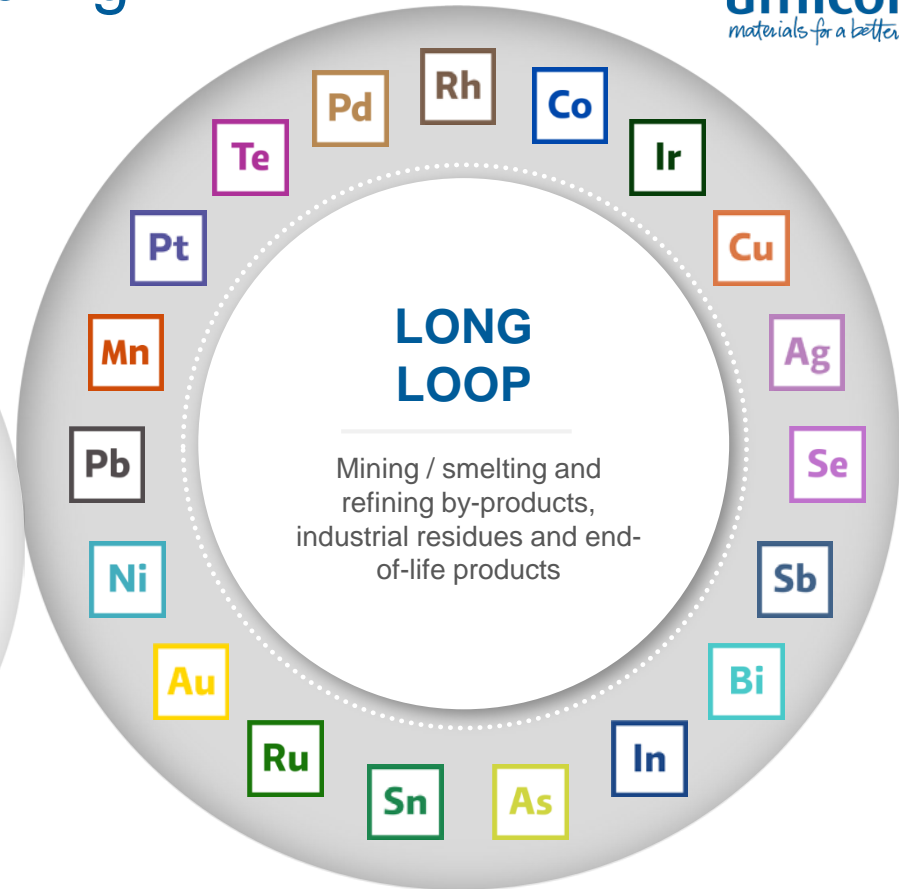 materials for a better
Rh
Co
Ir
Cu
Ag
Se
Sb
Bi
In
As
Sn
Ru
Au
Ni
Pb
Mn
Pt
Te
Pd
LONG
LOOP
Mining / smelting and
refining by-products,
industrial residues and end-
of-life products